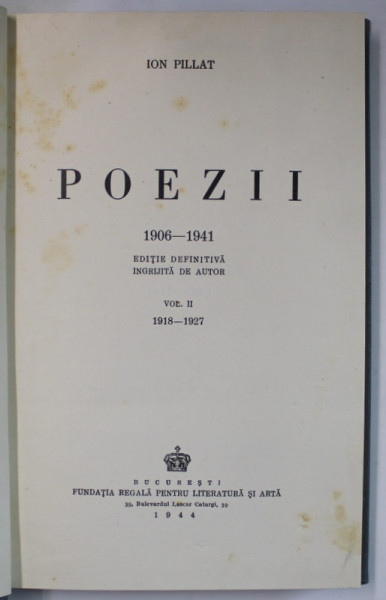 ION PILLAT
POEZII
1906—1941
EDIȚIE DEFINITIVĂ
INGRIJITĂ DE AUTOR
VOL. II
1918—1927
BUCUREȘTI
FUNDAȚIA REGALĂ PENTRU LITERATURĂ ȘI ARTĂ
39, Bulevardul Lascar Catargi, 39
1944